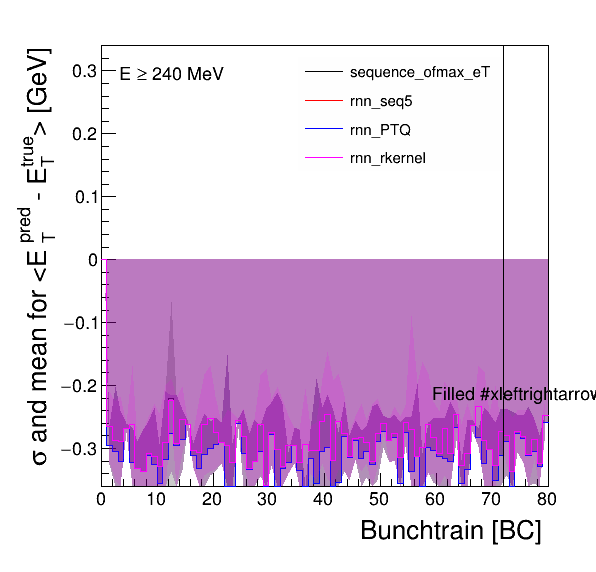 σ and mean for <E_T^pred - E_T^true> [GeV]
E ≥ 240 MeV
sequence_ofmax_eT
rnn_seq5
rnn_PTQ
rnn_rkernel
0.3
0.2
0.1
0
−0.1
−0.2
−0.3
Filled #xleftrightarrow
0 10 20 30 40 50 60 70 80
Bunchtrain [BC]